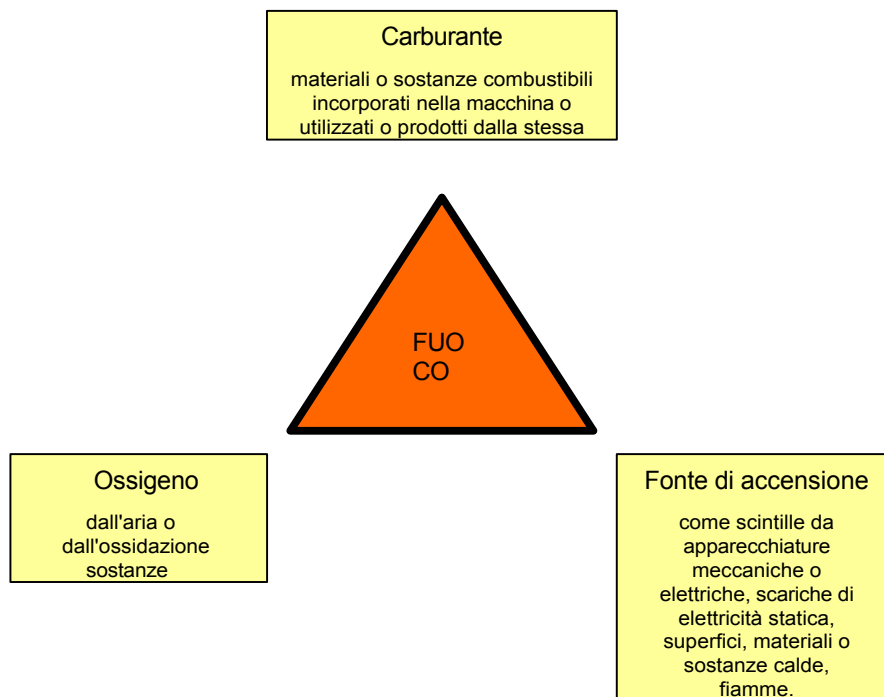 Carburante
materiali o sostanze combustibili
incorporati nella macchina o
utilizzati o prodotti dalla stessa
FUO
CO
Ossigeno
dall'aria o
dall'ossidazione
sostanze
Fonte di accensione
come scintille da
apparecchiature
meccaniche o
elettriche, scariche di
elettricità statica,
superfici, materiali o
sostanze calde,
fiamme.